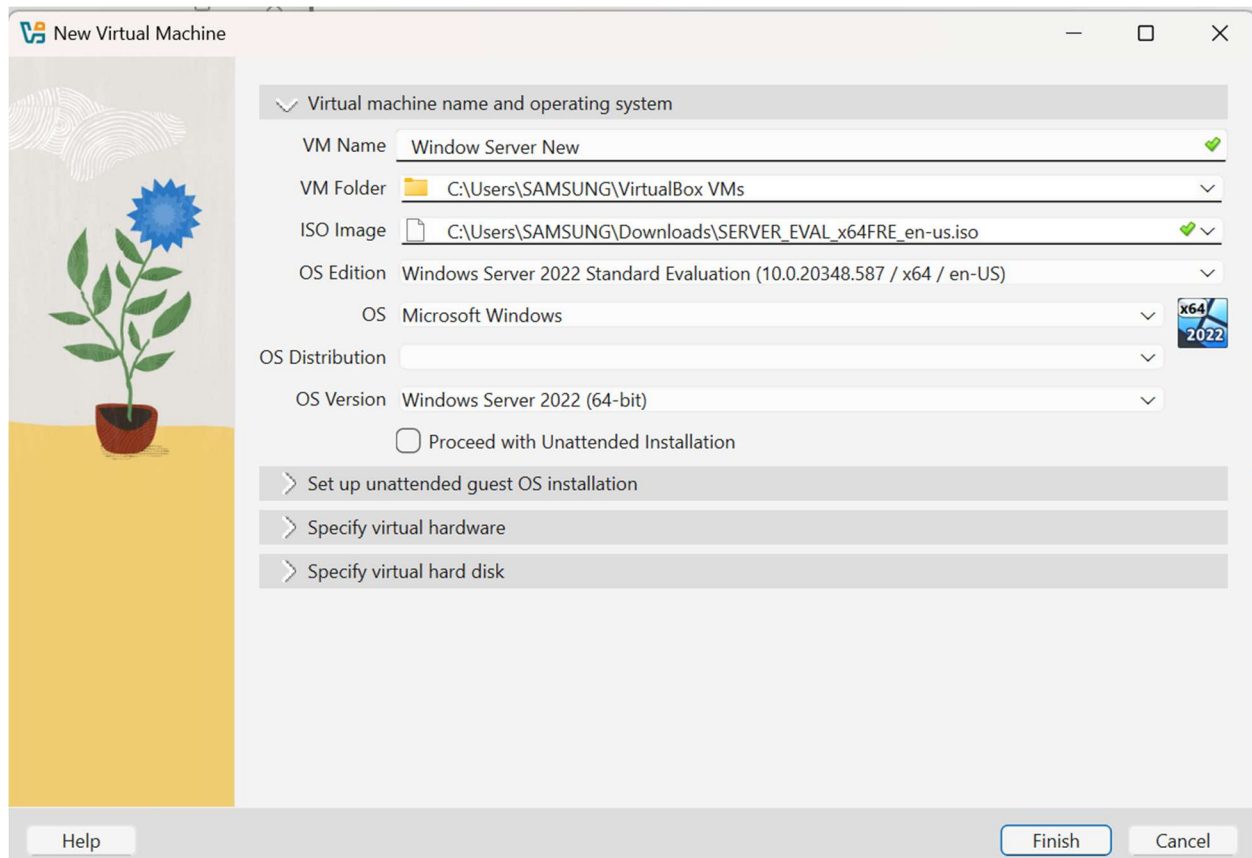 New Virtual Machine
Virtual machine name and operating system
VM Name Window Server New
VM Folder C:\Users\SAMSUNG\VirtualBox VMs
ISO Image C:\Users\SAMSUNG\Downloads\SERVER_EVAL_x64FRE_en-us.iso
OS Edition Windows Server 2022 Standard Evaluation (10.0.20348.587 / x64 / en-US)
OS Microsoft Windows
x64
2022
OS Distribution
OS Version Windows Server 2022 (64-bit)
Proceed with Unattended Installation
Set up unattended guest OS installation
Specify virtual hardware
Specify virtual hard disk
Help Finish Cancel